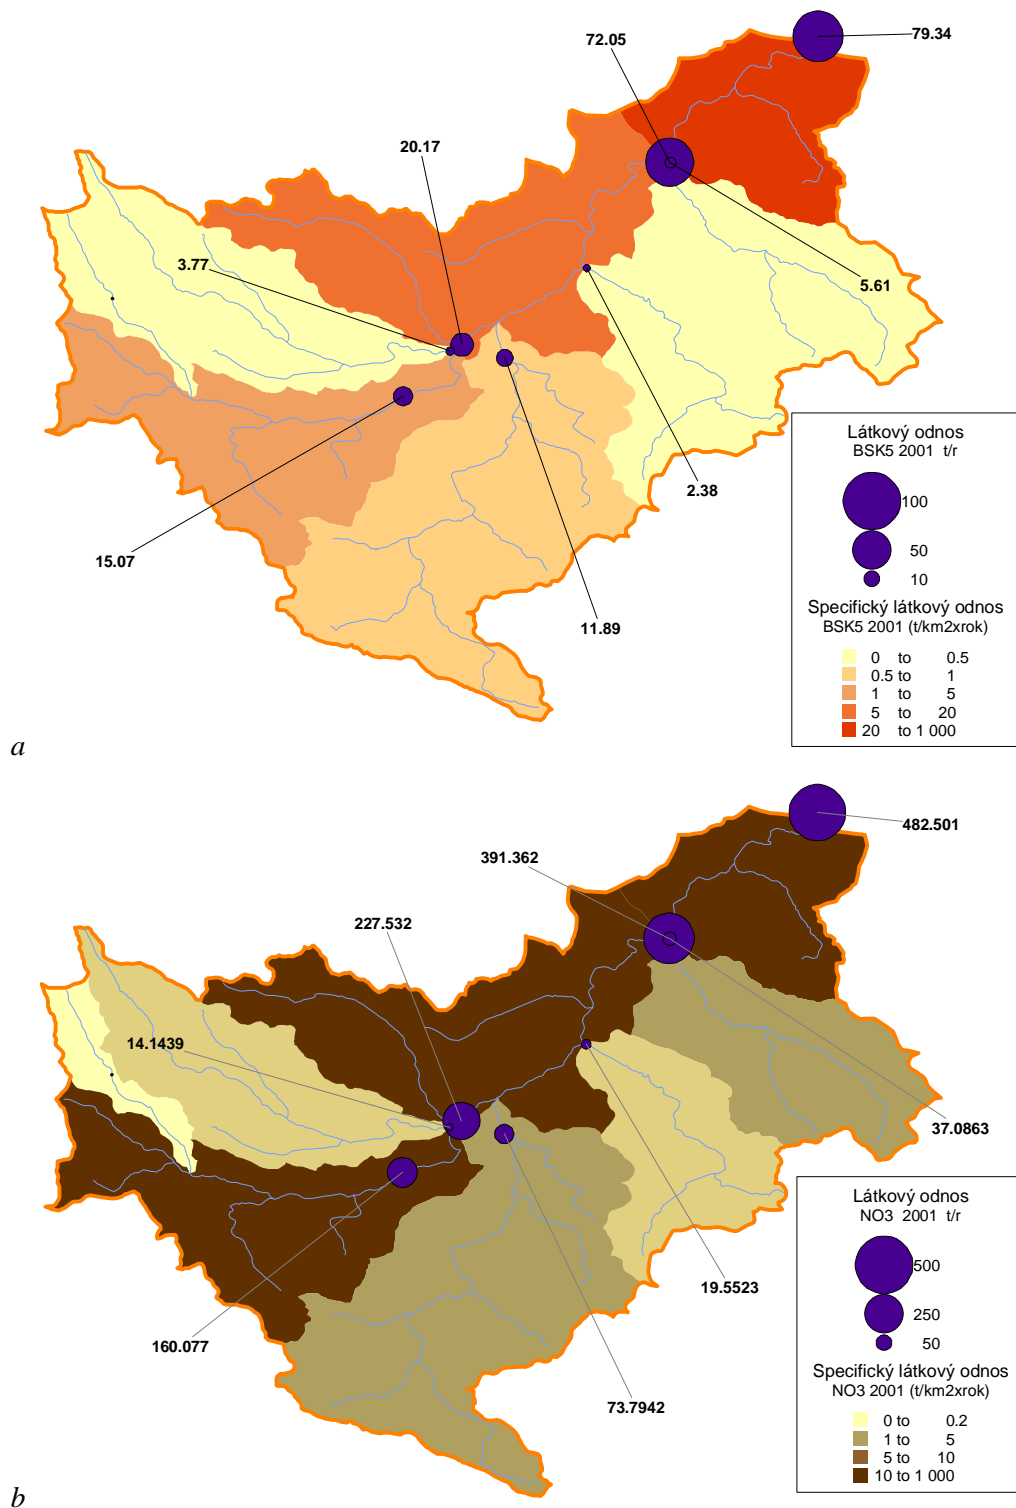 79.34
72.05
20.17
3.77
5.61
2.38
15.07
11.89
Látkový odnos
BSK5 2001 t/r
100
50
10
Specifický látkový odnos
BSK5 2001 (t/km2xrok)
0 to 0.5
0.5 to 1
1 to 5
5 to 20
20 to 1 000
a
482.501
391.362
227.532
14.1439
37.0863
19.5523
160.077
73.7942
Látkový odnos
NO3 2001 t/r
500
250
50
Specifický látkový odnos
NO3 2001 (t/km2xrok)
0 to 0.2
1 to 5
5 to 10
10 to 1 000
b